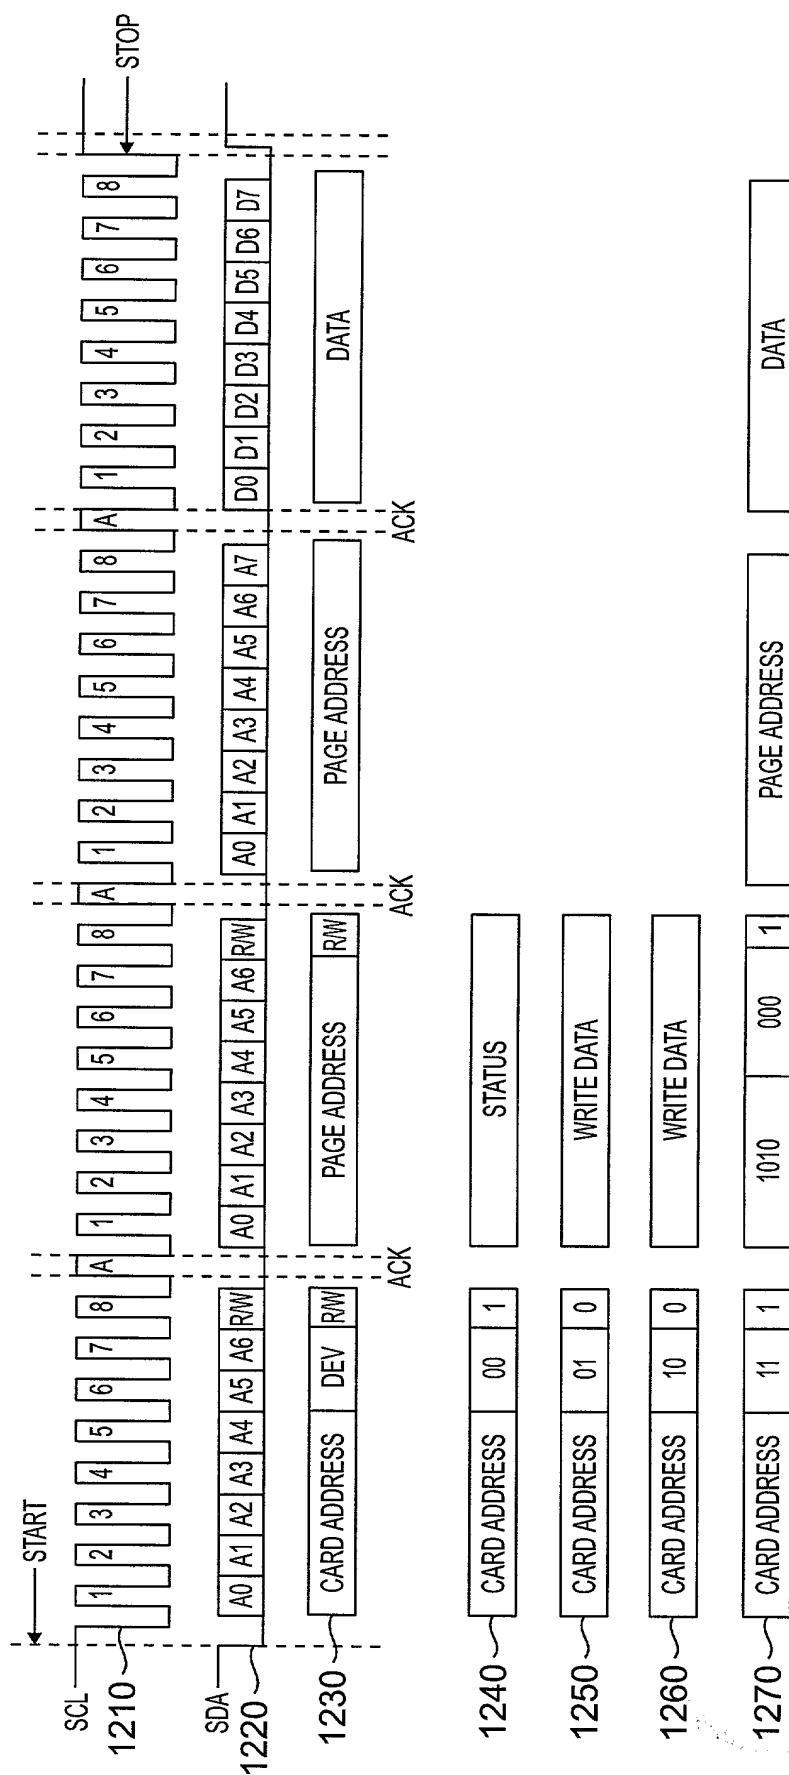 START
STOP
SCL 1 2 3 4 5 6 7 8 A 1 2 3 4 5 6 7 8 A 1 2 3 4 5 6 7 8 A 1 2 3 4 5 6 7 8
1210
SDA A0 A1 A2 A3 A4 A5 A6 R/W A0 A1 A2 A3 A4 A5 A6 R/W A0 A1 A2 A3 A4 A5 A6 A7 D0 D1 D2 D3 D4 D5 D6 D7
1220
1230 CARD ADDRESS DEV R/W PAGE ADDRESS R/W PAGE ADDRESS DATA
ACK ACK ACK
1240 CARD ADDRESS 00 1 STATUS
1250 CARD ADDRESS 01 0 WRITE DATA
1260 CARD ADDRESS 10 0 WRITE DATA
1270 CARD ADDRESS 11 1 1010 000 1 PAGE ADDRESS DATA